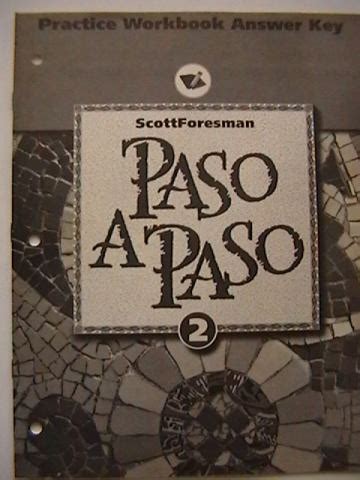 Practice Workbook Answer Key
ScottForesman
PASO
A PASO
2